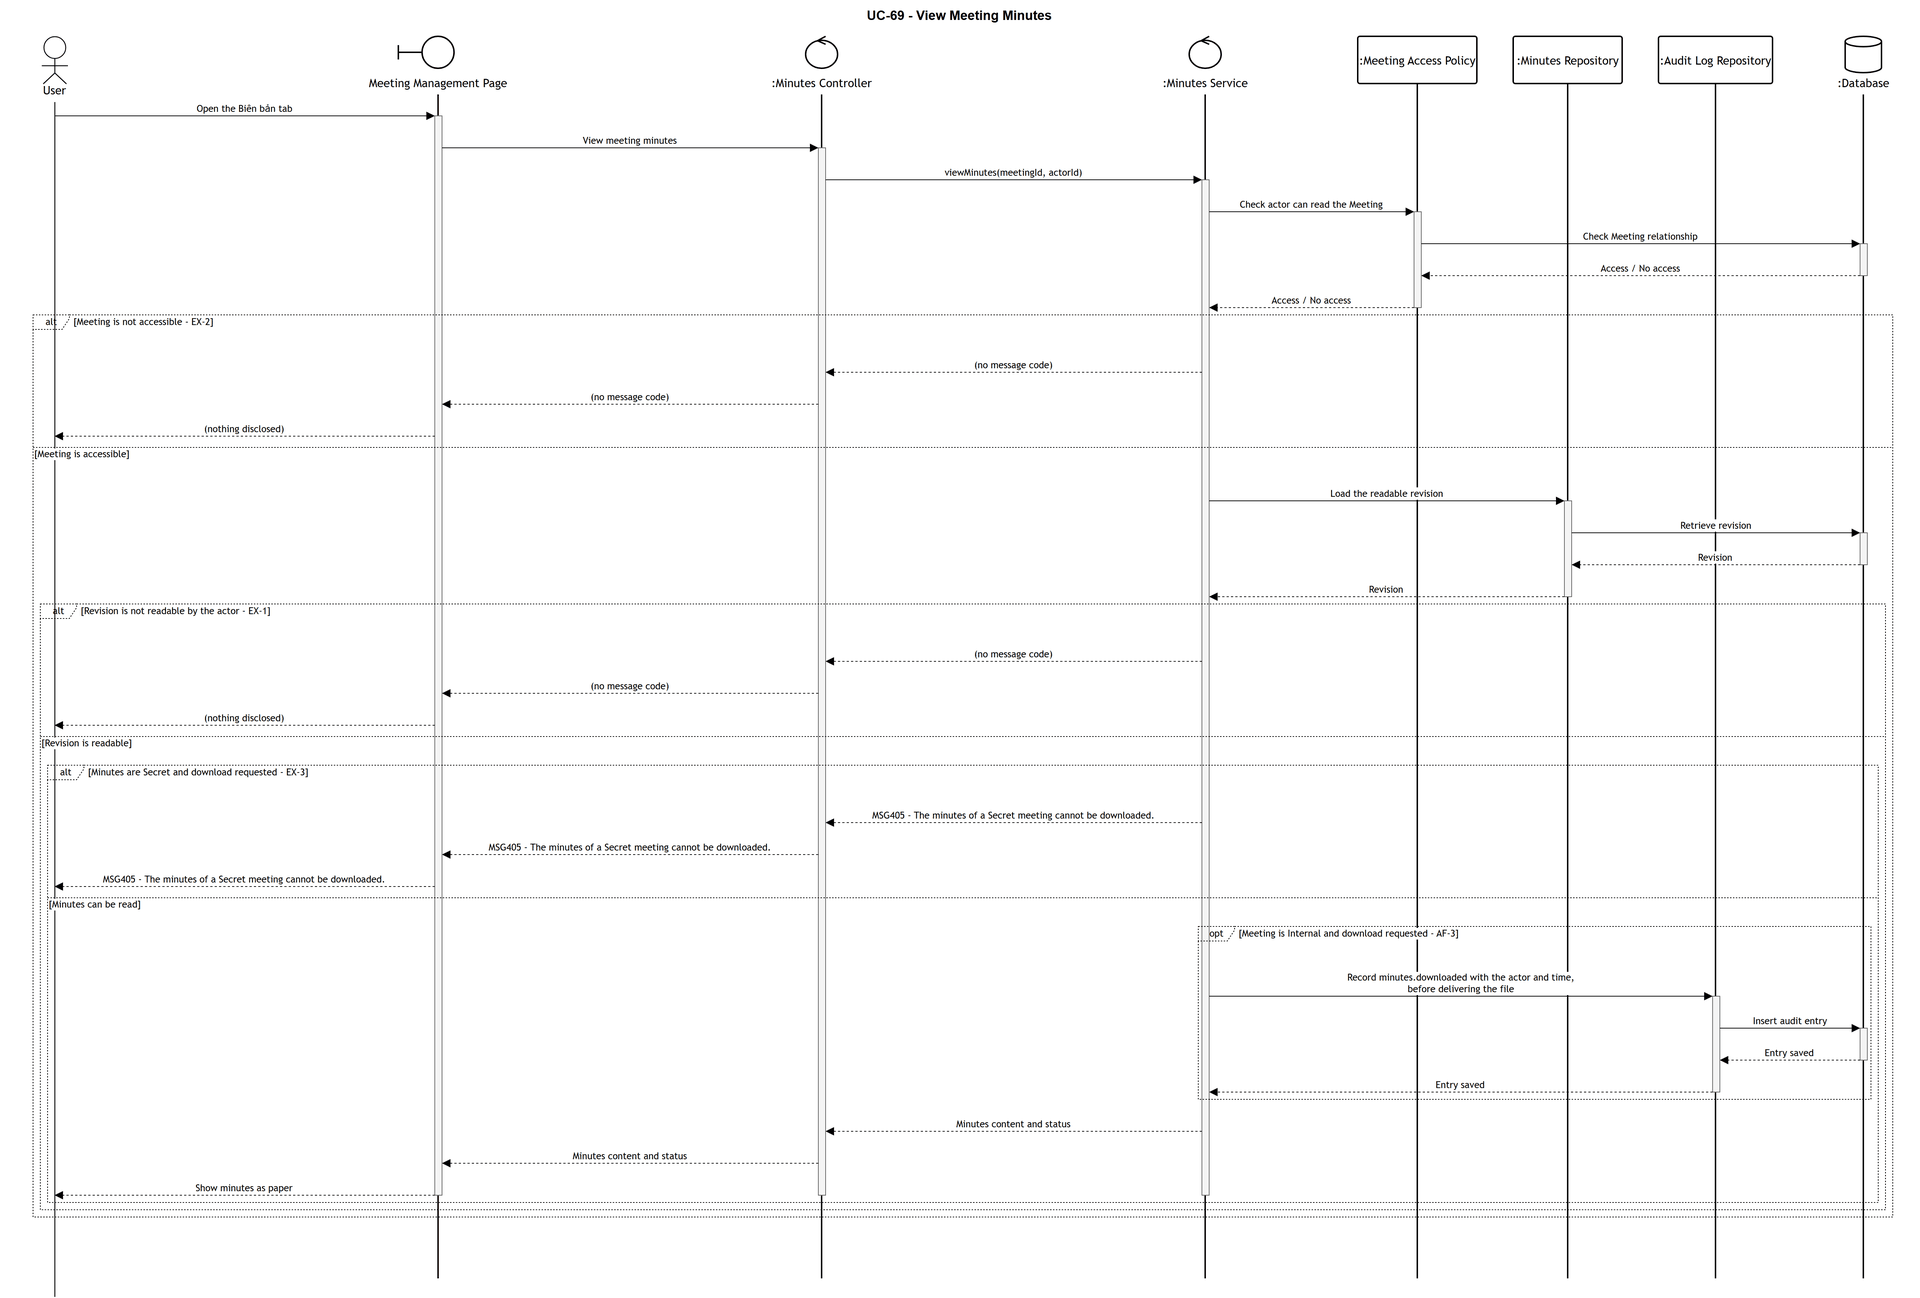 UC-69 - View Meeting Minutes
User
Meeting Management Page
:Minutes Controller
:Minutes Service
:Meeting Access Policy
:Minutes Repository
:Audit Log Repository
:Database
Open the Biên bản tab
View meeting minutes
viewMinutes(meetingId, actorId)
Check actor can read the Meeting
Check Meeting relationship
Access / No access
Access / No access
alt [Meeting is not accessible - EX-2]
(no message code)
(no message code)
(nothing disclosed)
[Meeting is accessible]
Load the readable revision
Retrieve revision
Revision
Revision
alt [Revision is not readable by the actor - EX-1]
(no message code)
(no message code)
(nothing disclosed)
[Revision is readable]
alt [Minutes are Secret and download requested - EX-3]
MSG405 - The minutes of a Secret meeting cannot be downloaded.
MSG405 - The minutes of a Secret meeting cannot be downloaded.
MSG405 - The minutes of a Secret meeting cannot be downloaded.
[Minutes can be read]
opt [Meeting is Internal and download requested - AF-3]
Record minutes.downloaded with the actor and time,
before delivering the file
Insert audit entry
Entry saved
Entry saved
Minutes content and status
Minutes content and status
Show minutes as paper